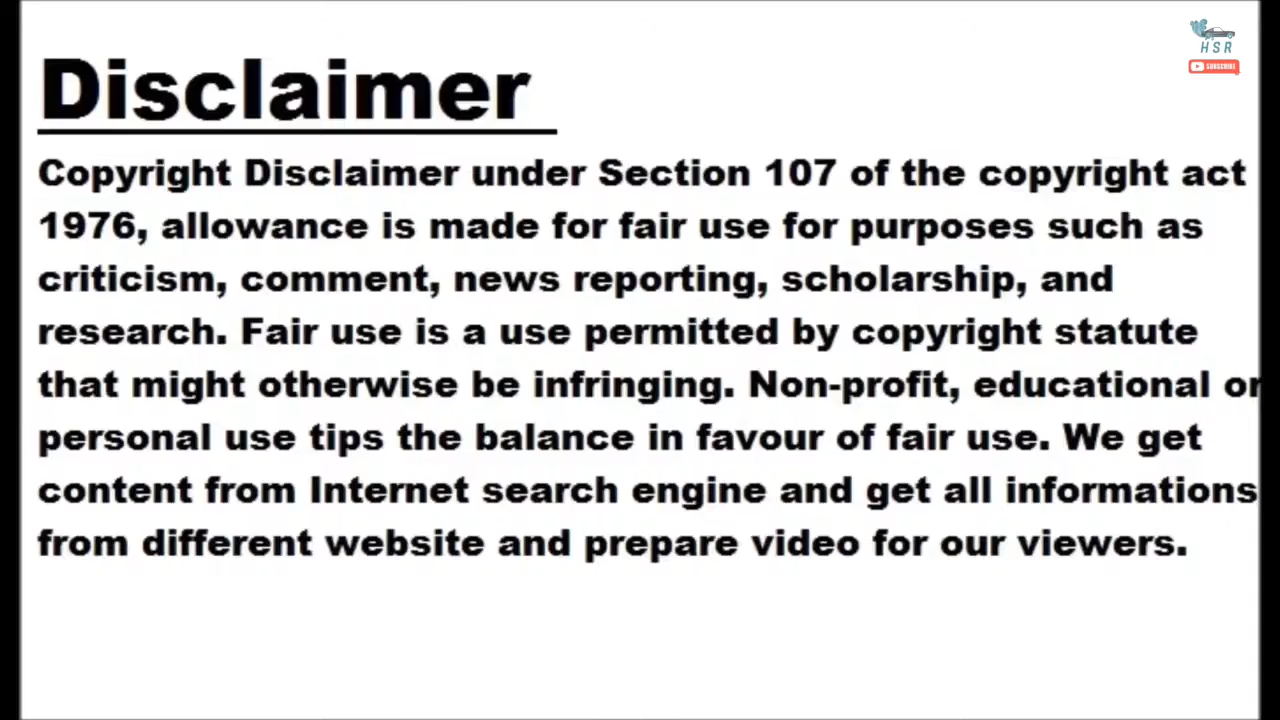 HSR
SUBSCRIBE
Disclaimer
Copyright Disclaimer under Section 107 of the copyright act
1976, allowance is made for fair use for purposes such as
criticism, comment, news reporting, scholarship, and
research. Fair use is a use permitted by copyright statute
that might otherwise be infringing. Non-profit, educational or
personal use tips the balance in favour of fair use. We get
content from Internet search engine and get all informations
from different website and prepare video for our viewers.